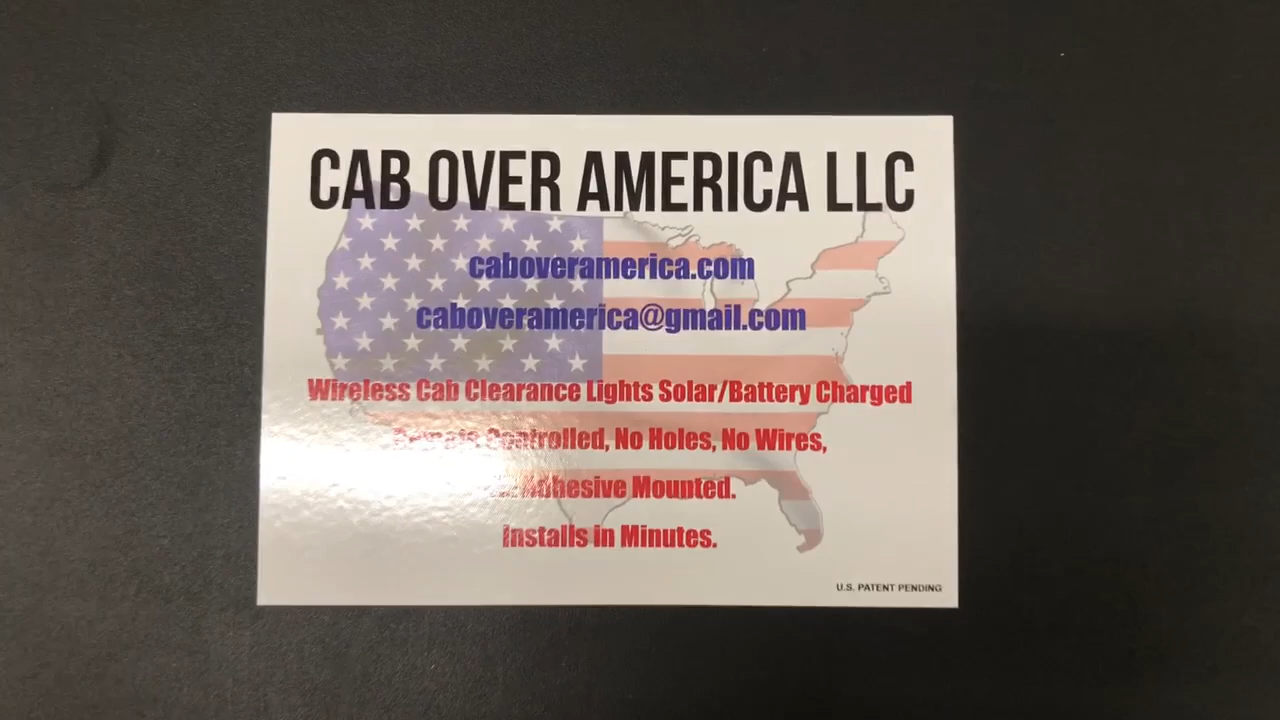 CAB OVER AMERICA LLC
caboveramerica.com
caboveramerica@gmail.com
Wireless Cab Clearance Lights Solar/Battery Charged
Remote Controlled, No Holes, No Wires,
Adhesive Mounted.
Installs in Minutes.
U.S. PATENT PENDING